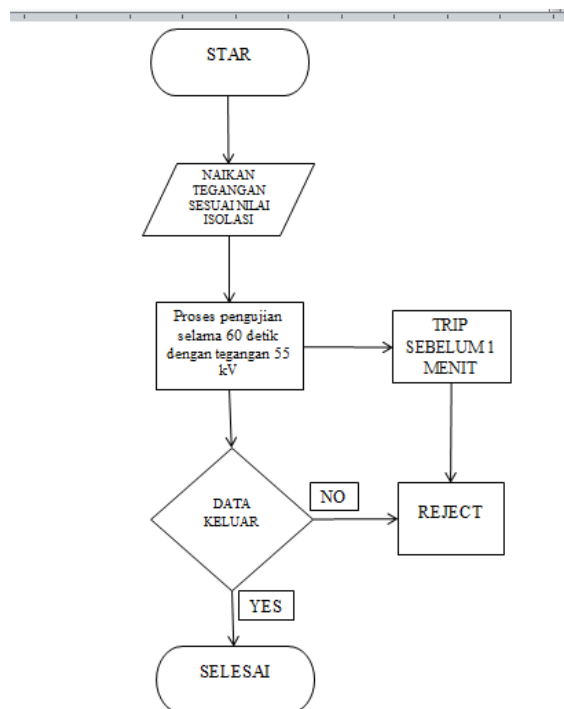 STAR
NAIKAN
TEGANGAN
SESUAI NILAI
ISOLASI
Proses pengujian
selama 60 detik
dengan tegangan 55
kV
TRIP
SEBELUM 1
MENIT
DATA
KELUAR
NO
REJECT
YES
SELESAI